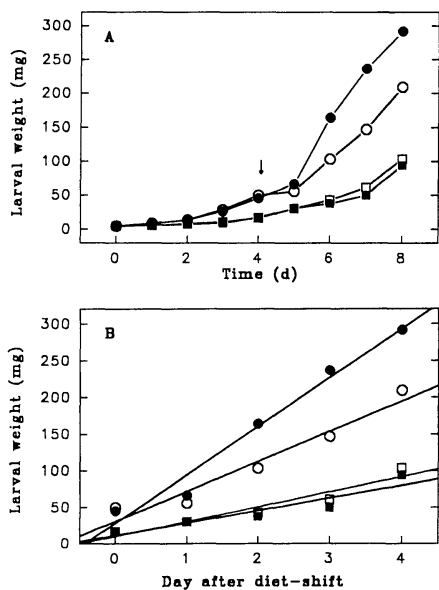 A
Larval weight (mg)
300
250
200
150
100
50
0
0 2 4 6 8
Time (d)
B
Larval weight (mg)
300
250
200
150
100
50
0
0 1 2 3 4
Day after diet-shift